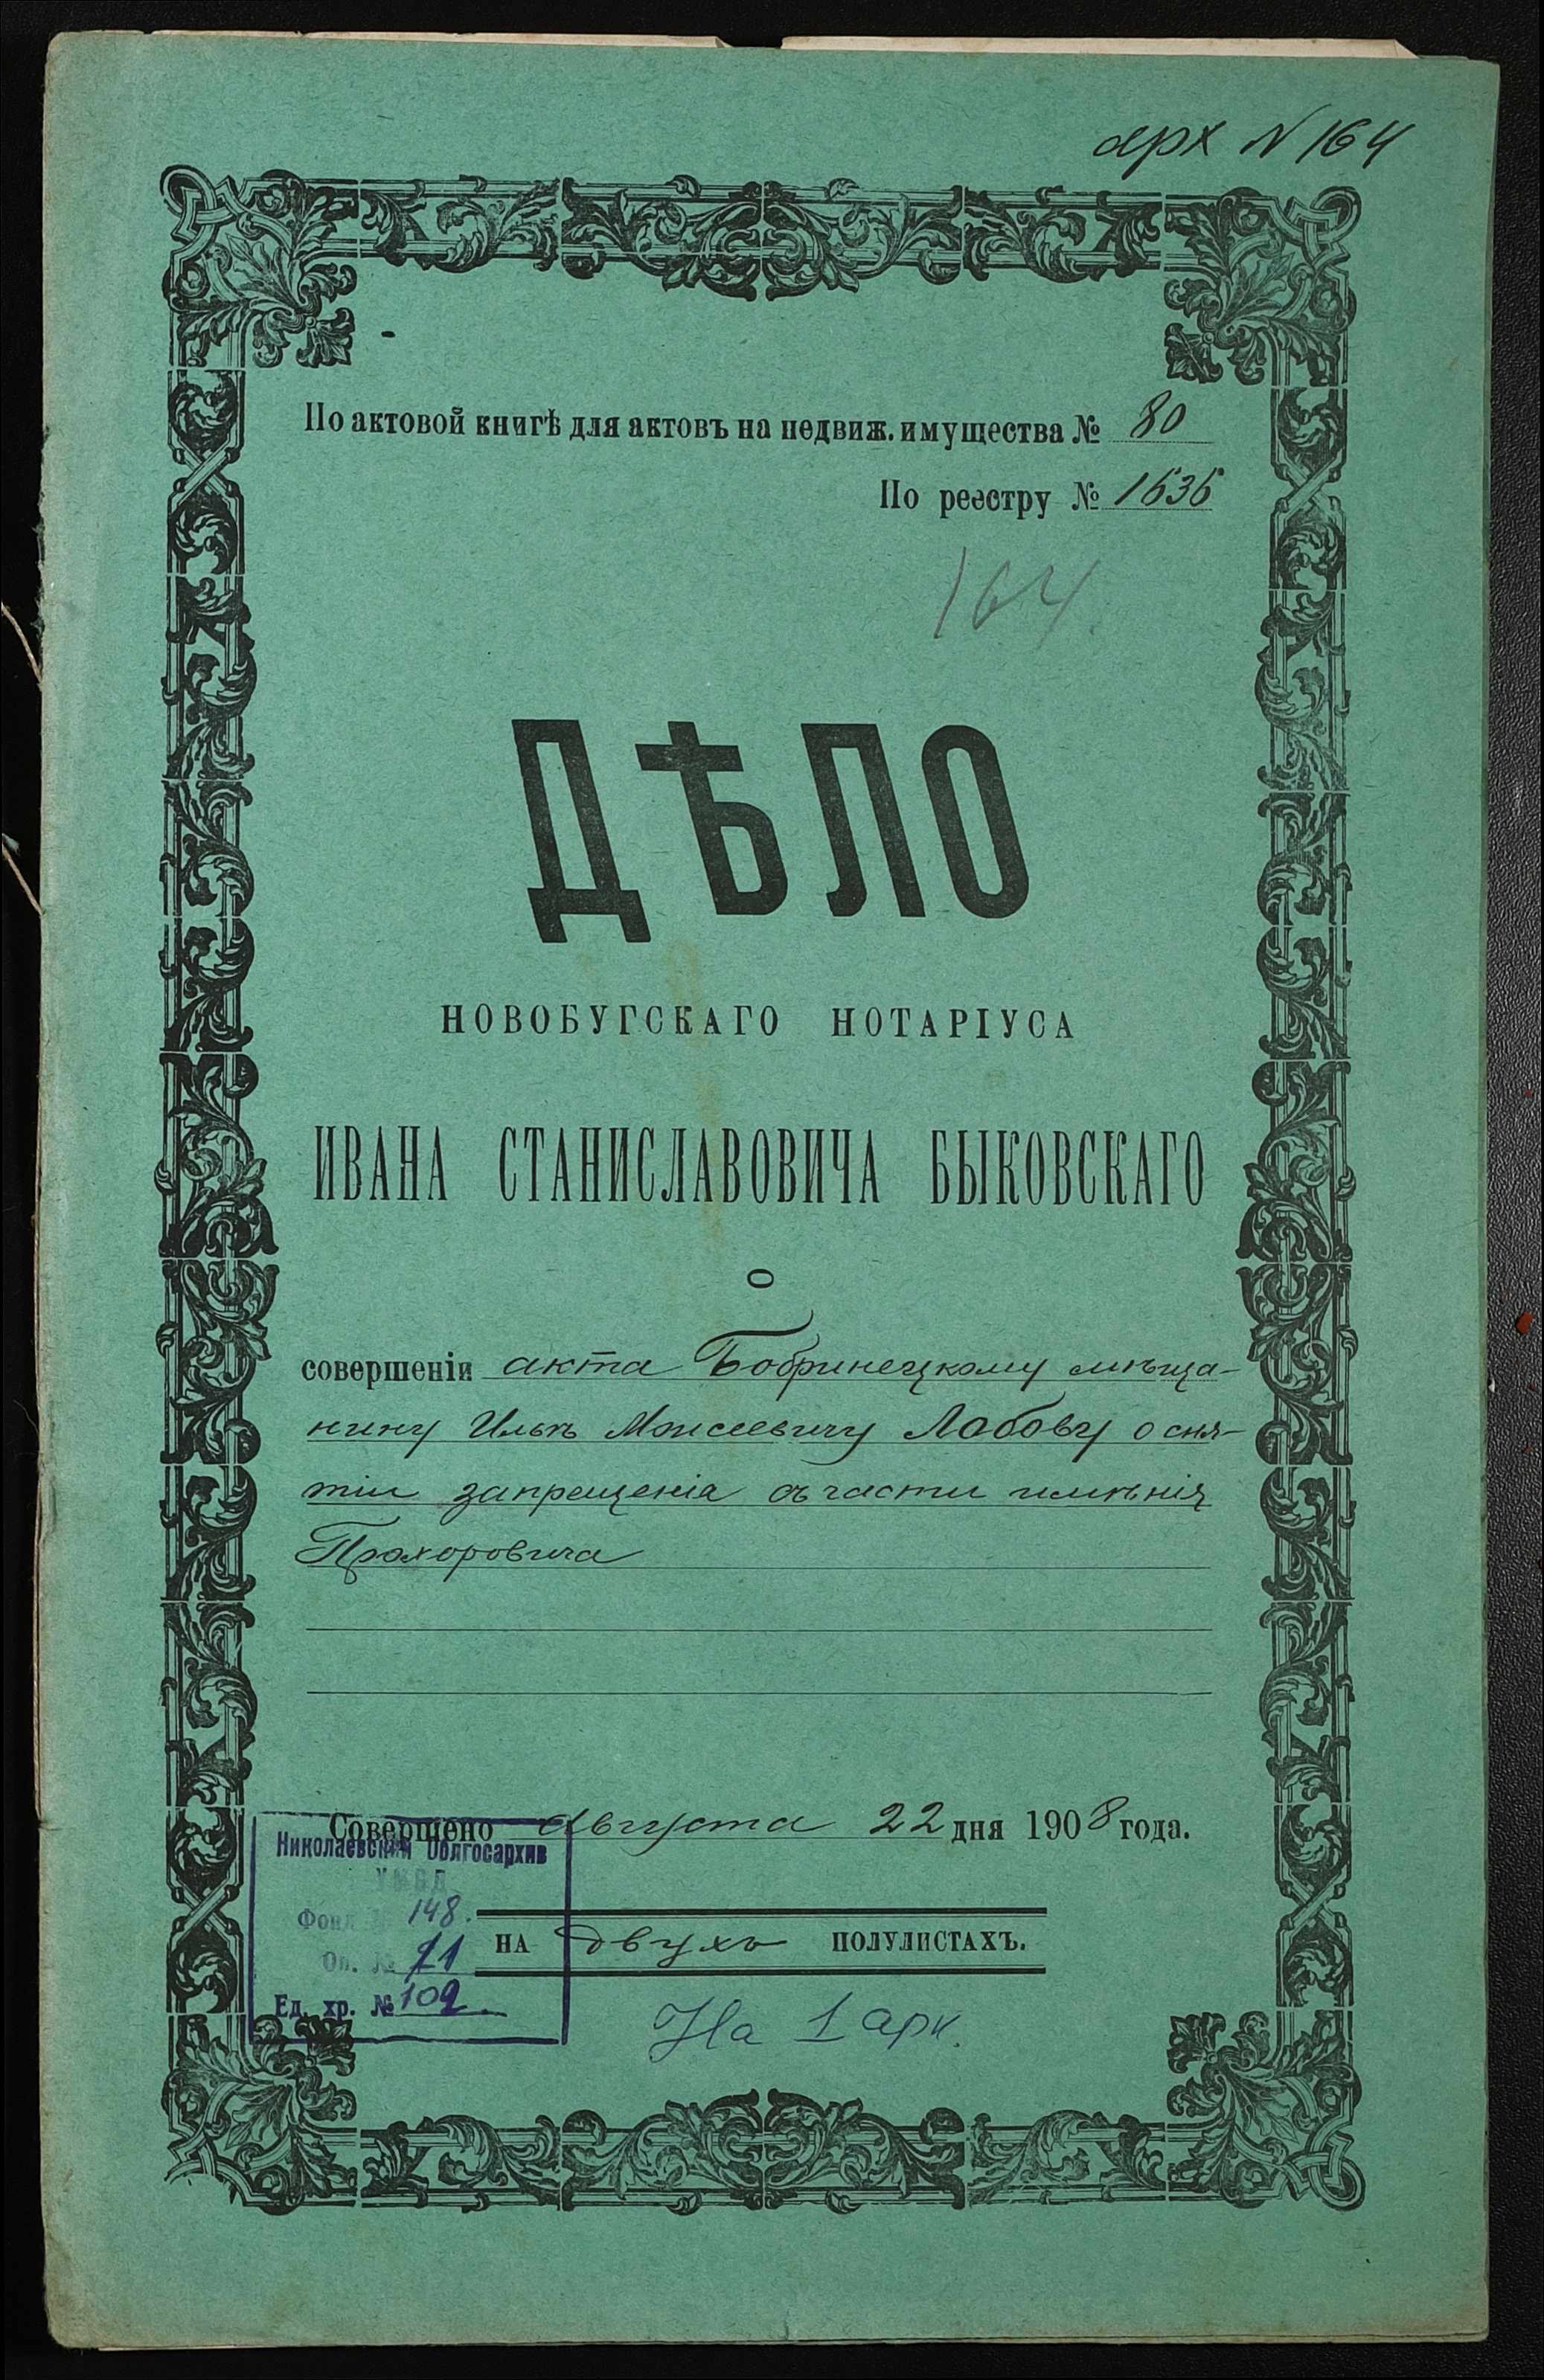 арх N 164
По актовой книгѣ для актовъ на недвиж. имущества № 80
По реестру № 1636
164
ДѢЛО
НОВОБУГСКАГО НОТАРІУСА
ИВАНА СТАНИСЛАВОВИЧА БЫКОВСКАГО
О
совершеніи акта Бобринецкому мѣща-
нину Ильѣ Моисеевичу Лобову о сня-
тіи запрещенія съ части имѣнія
Прохоровича
Совершено Августа 22 дня 1908 года.
Николаевский Облгосархив
УМВД
Фонд № 148.
Оп. № 11
Ед. хр. № 102.
НА двухъ ПОЛУЛИСТАХЪ.
На 1 арк.